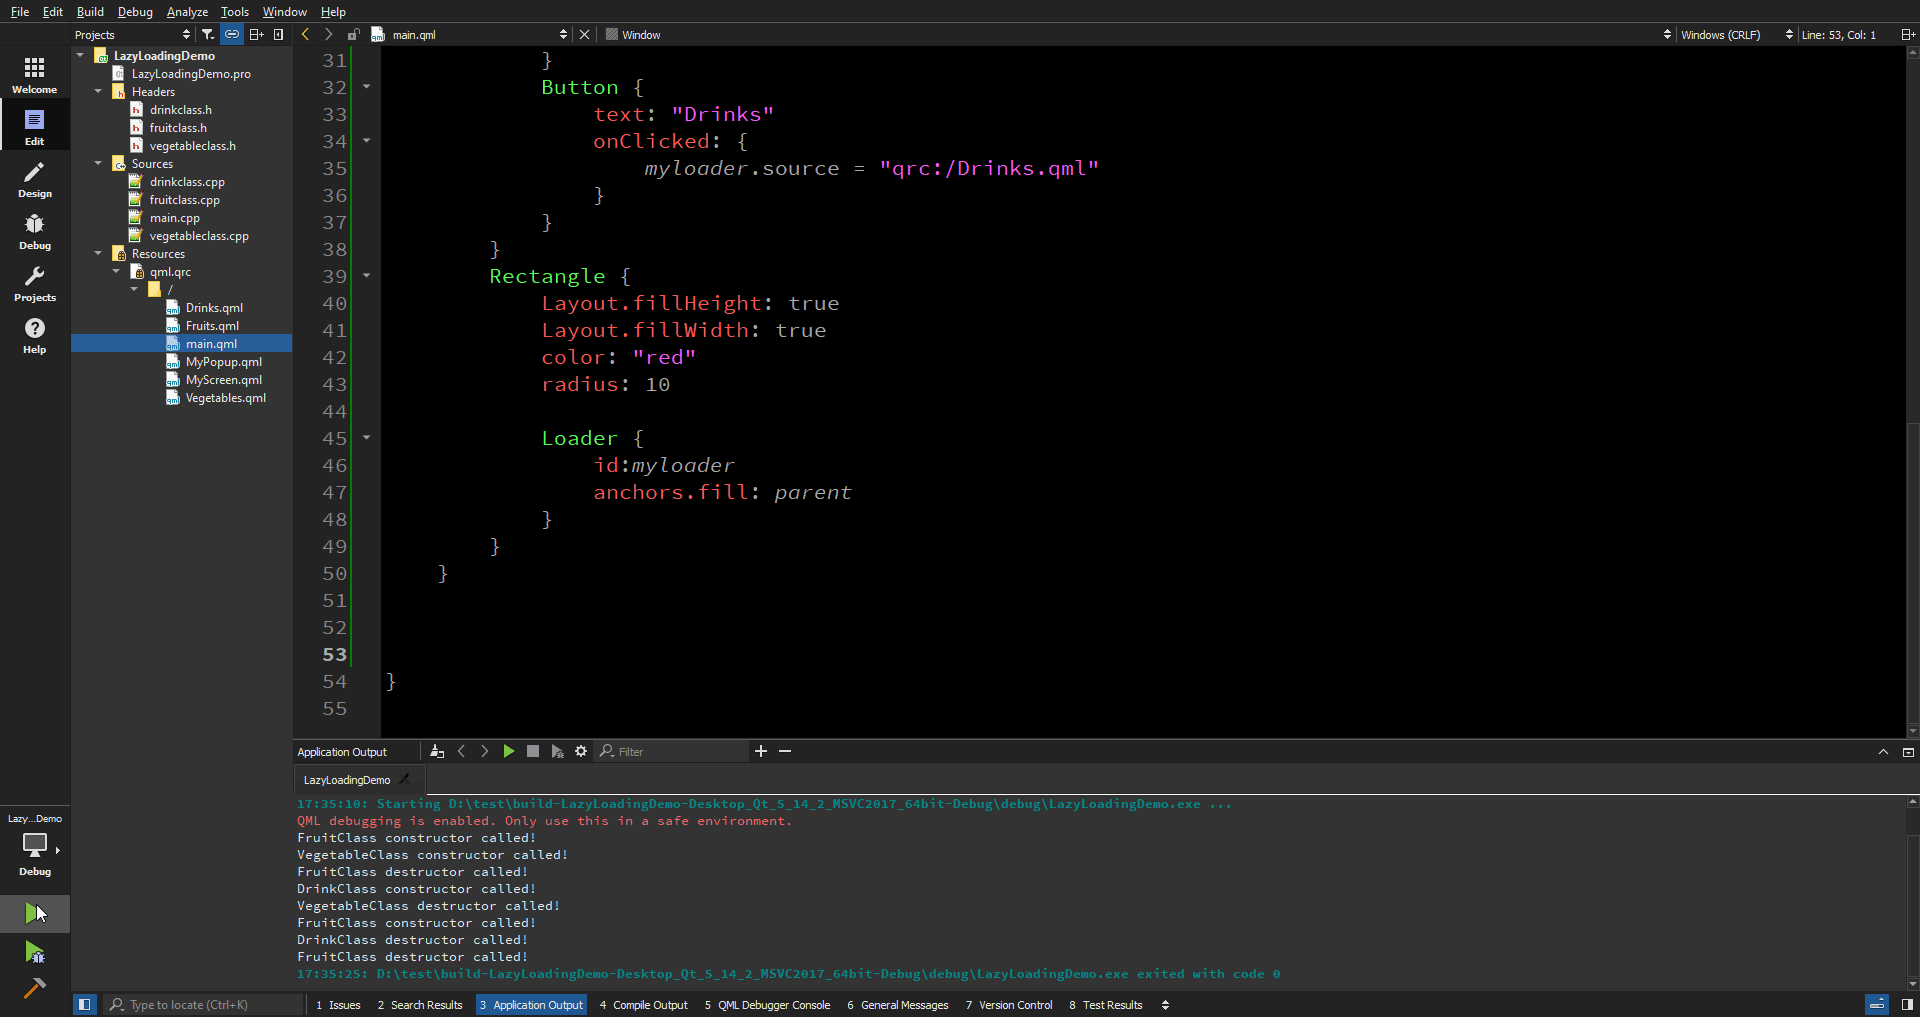 File Edit Build Debug Analyze Tools Window Help
Projects main.qml Window Windows (CRLF) Line: 53, Col: 1
Welcome
Edit
Design
Debug
Projects
Help
LazyLoadingDemo
LazyLoadingDemo.pro
Headers
drinkclass.h
fruitclass.h
vegetableclass.h
Sources
drinkclass.cpp
fruitclass.cpp
main.cpp
vegetableclass.cpp
Resources
qml.qrc
/
Drinks.qml
Fruits.qml
main.qml
MyPopup.qml
MyScreen.qml
Vegetables.qml
31 }
32 Button {
33 text: "Drinks"
34 onClicked: {
35 myloader.source = "qrc:/Drinks.qml"
36 }
37 }
38 }
39 Rectangle {
40 Layout.fillHeight: true
41 Layout.fillWidth: true
42 color: "red"
43 radius: 10
44
45 Loader {
46 id:myloader
47 anchors.fill: parent
48 }
49 }
50 }
51
52
53
54 }
55
Application Output Filter
LazyLoadingDemo
17:35:10: Starting D:\test\build-LazyLoadingDemo-Desktop_Qt_5_14_2_MSVC2017_64bit-Debug\debug\LazyLoadingDemo.exe ...
QML debugging is enabled. Only use this in a safe environment.
FruitClass constructor called!
VegetableClass constructor called!
FruitClass destructor called!
DrinkClass constructor called!
VegetableClass destructor called!
FruitClass constructor called!
DrinkClass destructor called!
FruitClass destructor called!
17:35:25: D:\test\build-LazyLoadingDemo-Desktop_Qt_5_14_2_MSVC2017_64bit-Debug\debug\LazyLoadingDemo.exe exited with code 0
Lazy...Demo
Debug
Type to locate (Ctrl+K) 1 Issues 2 Search Results 3 Application Output 4 Compile Output 5 QML Debugger Console 6 General Messages 7 Version Control 8 Test Results